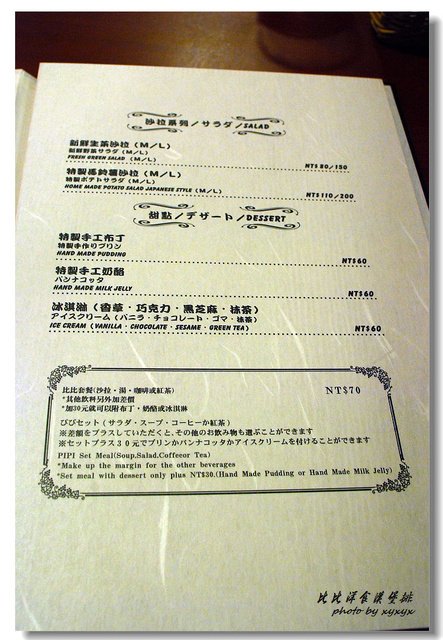 沙拉系列／サラダ／SALAD
新鮮生菜沙拉（M／L）
新鮮野菜サラダ（M／L）
FRESH GREEN SALAD （M／L） NT$80/150
特製馬鈴薯沙拉（M／L）
特製ポテトサラダ（M／L）
HOME MADE POTATO SALAD JAPANESE STYLE（M／L） NT$110/200
甜點／デザート／DESSERT
特製手工布丁
特製手作りプリン
HAND MADE PUDDING NT$60
特製手工奶酪
パンナコッタ
HAND MADE MILK JELLY NT$60
冰淇淋（香草．巧克力．黑芝麻．抹茶）
アイスクリーム（バニラ．チョコレート．ゴマ．抹茶）
ICE CREAM (VANILLA．CHOCOLATE．SESAME．GREEN TEA) NT$60
比比套餐(沙拉．湯．咖啡或紅茶) NT$70
*其他飲料另外加差價
*加30元就可以附布丁．奶酪或冰淇淋
びびセット（サラダ．スープ．コーヒーか紅茶）
※差額をプラスしていただくと、その他のお飲み物も選ぶことができます
※セットプラス３０元でプリンかパンナコッタかアイスクリームを付けることができます
PIPI Set Meal(Soup.Salad.Coffeeor Tea)
*Make up the margin for the other beverages
*Set meal with dessert only plus NT$30.(Hand Made Pudding or Hand Made Milk Jelly)
比比洋食漢堡排
photo by xyxyx